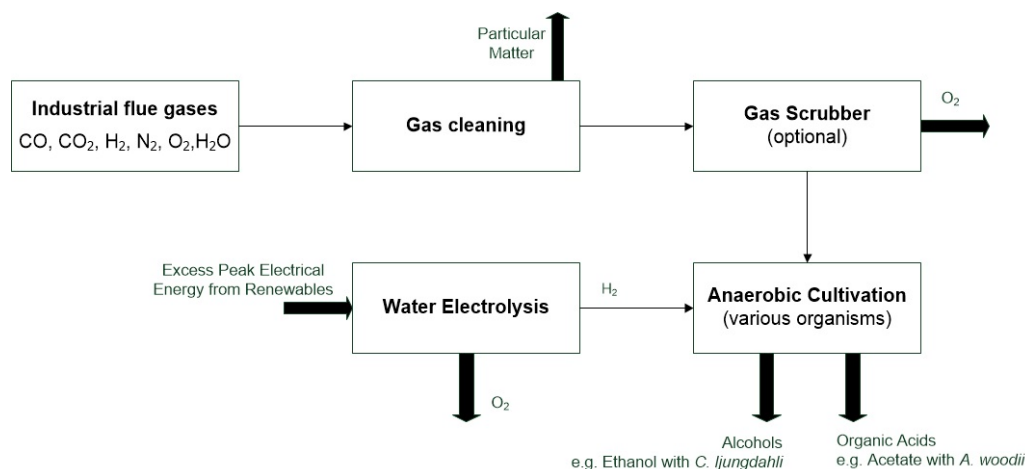 Particular
Matter
Industrial flue gases
CO, CO₂, H₂, N₂, O₂,H₂O
Gas cleaning
Gas Scrubber
(optional)
O₂
Excess Peak Electrical
Energy from Renewables
Water Electrolysis
H₂
Anaerobic Cultivation
(various organisms)
O₂
Alcohols
e.g. Ethanol with C. ljungdahli
Organic Acids
e.g. Acetate with A. woodii